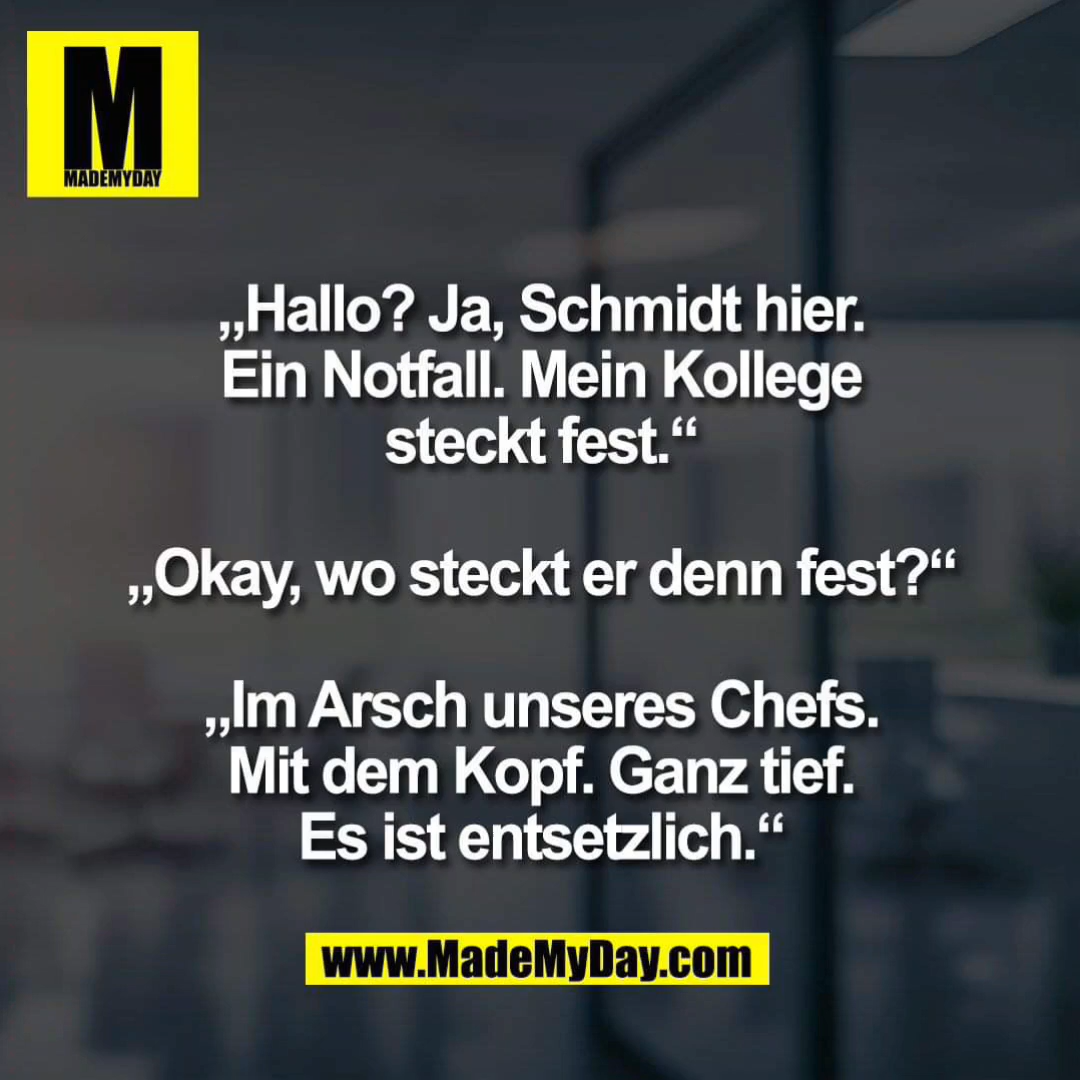 M
MADEMYDAY
„Hallo? Ja, Schmidt hier.
Ein Notfall. Mein Kollege
steckt fest.“
„Okay, wo steckt er denn fest?“
„Im Arsch unseres Chefs.
Mit dem Kopf. Ganz tief.
Es ist entsetzlich.“
www.MadeMyDay.com